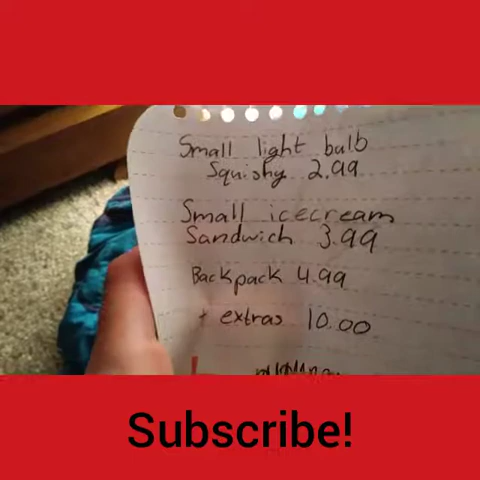 Small light bulb
Squishy 2.99
Small icecream
Sandwich 3.99
Backpack 4.99
+ extras 10.00
Subscribe!